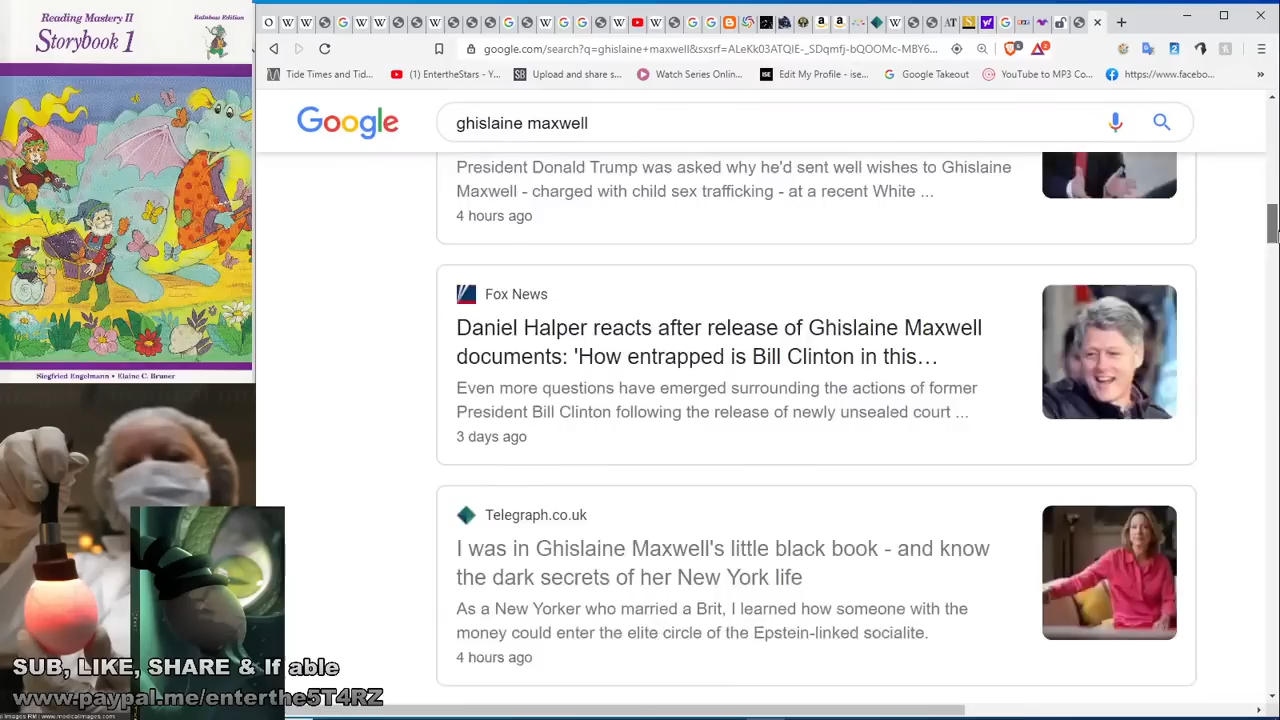 Reading Mastery II
Rainbow Edition
Storybook 1
Siegfried Engelmann • Elaine C. Bruner
google.com/search?q=ghislaine+maxwell&sxsrf=ALeKk03ATQIE-_SDqmfj-bQOOMc-MBY6...
Tide Times and Tid...
(1) EntertheStars - Y...
Upload and share s...
Watch Series Onlin...
Edit My Profile - ise...
Google Takeout
YouTube to MP3 Co...
https://www.facebo...
Google
ghislaine maxwell
President Donald Trump was asked why he'd sent well wishes to Ghislaine
Maxwell - charged with child sex trafficking - at a recent White ...
4 hours ago
Fox News
Daniel Halper reacts after release of Ghislaine Maxwell
documents: 'How entrapped is Bill Clinton in this...
Even more questions have emerged surrounding the actions of former
President Bill Clinton following the release of newly unsealed court ...
3 days ago
Telegraph.co.uk
I was in Ghislaine Maxwell's little black book - and know
the dark secrets of her New York life
As a New Yorker who married a Brit, I learned how someone with the
money could enter the elite circle of the Epstein-linked socialite.
4 hours ago
SUB, LIKE, SHARE & If able
www.paypal.me/enterthe5T4RZ
www.medicalimages.com